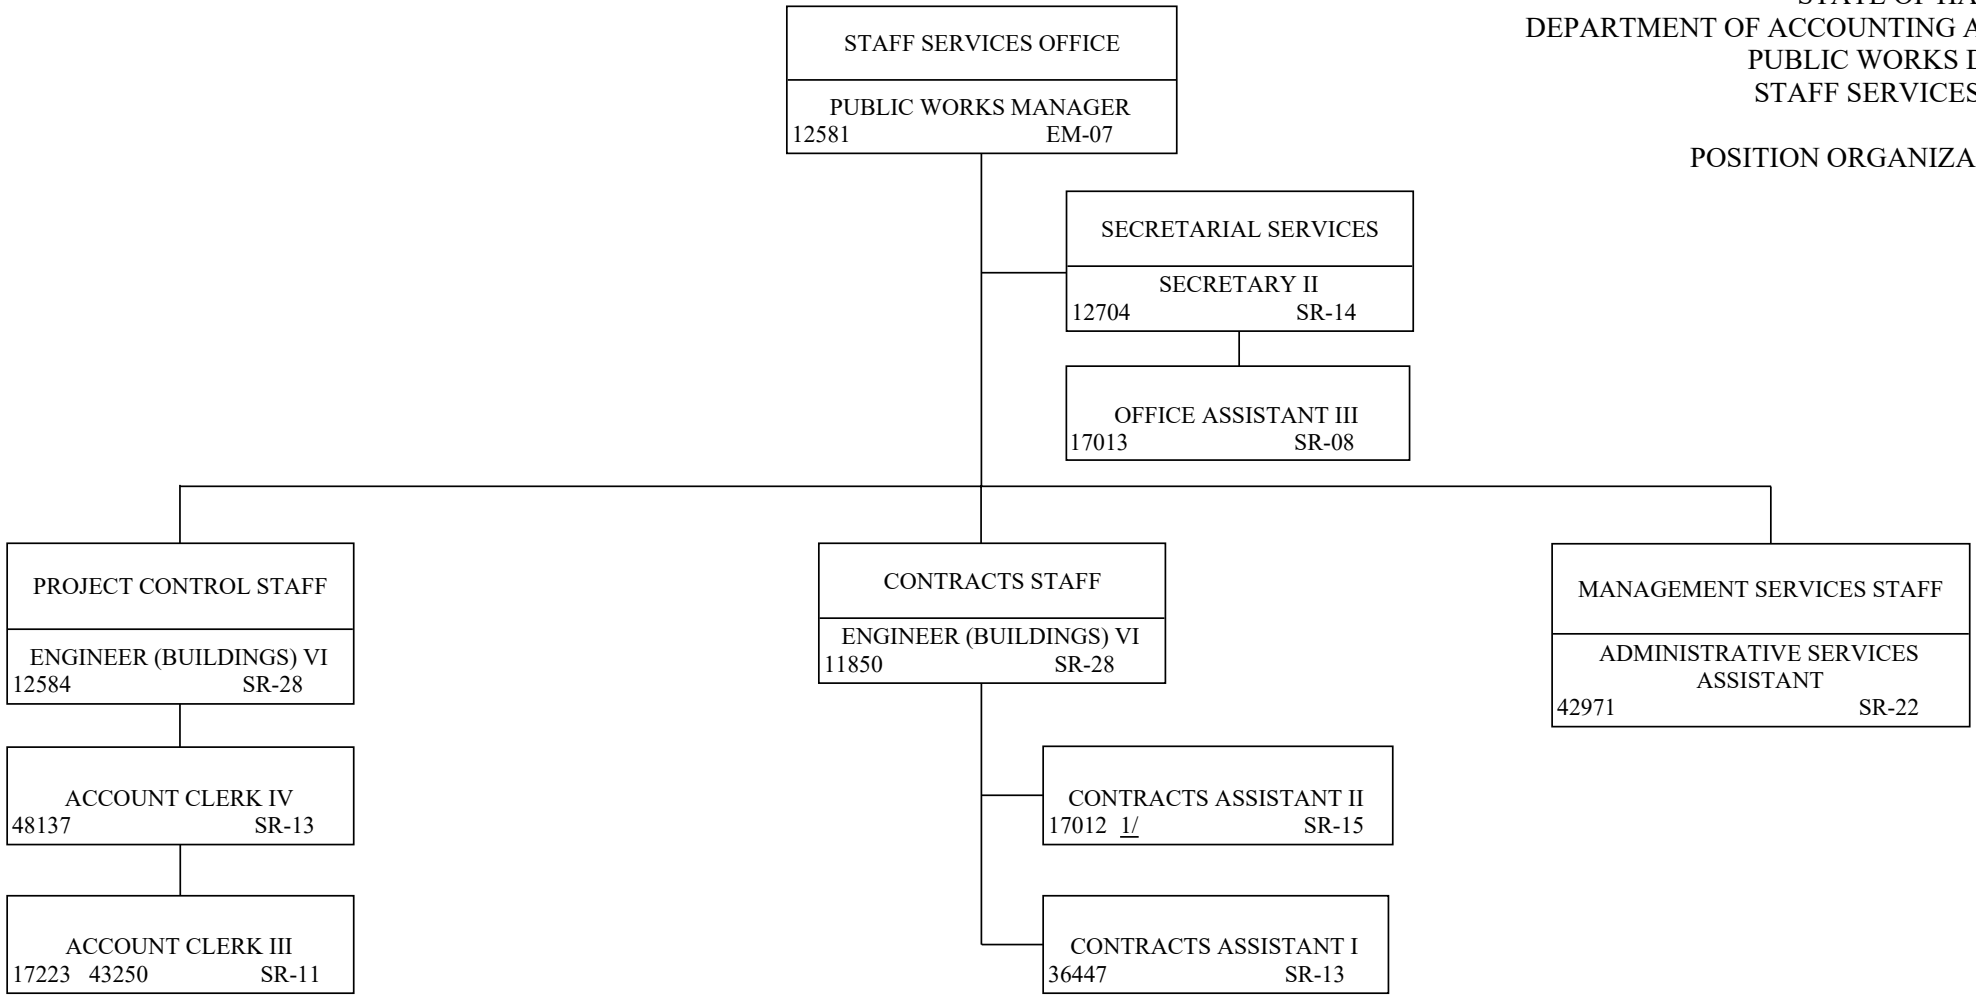 STATE OF
DEPARTMENT OF ACCOUNTING
PUBLIC WORKS
STAFF SERVICES
POSITION
STAFF SERVICES OFFICE
PUBLIC WORKS MANAGER
12581 EM-07
SECRETARIAL SERVICES
SECRETARY II
12704 SR-14
OFFICE ASSISTANT III
17013 SR-08
PROJECT CONTROL STAFF
ENGINEER (BUILDINGS) VI
12584 SR-28
ACCOUNT CLERK IV
48137 SR-13
ACCOUNT CLERK III
17223 43250 SR-11
CONTRACTS STAFF
ENGINEER (BUILDINGS) VI
11850 SR-28
CONTRACTS ASSISTANT II
17012 1/ SR-15
CONTRACTS ASSISTANT I
36447 SR-13
MANAGEMENT SERVICES STAFF
ADMINISTRATIVE SERVICES
ASSISTANT
42971 SR-22